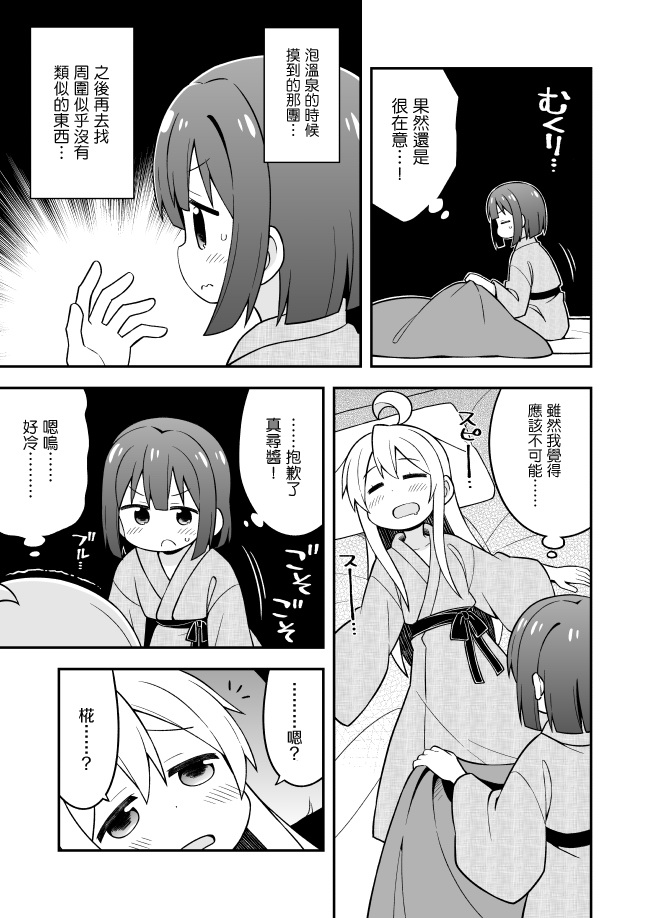 むくり…
果然還是
很在意…！
泡溫泉的時候
摸到的那團…
之後再去找
周圍似乎沒有
類似的東西…
雖然我覺得
應該不可能……
スピー…
スー…
……抱歉了
真尋醬！
ごそごそ
ブル…
嗯嗚……
好冷………
………嗯？
椛……？